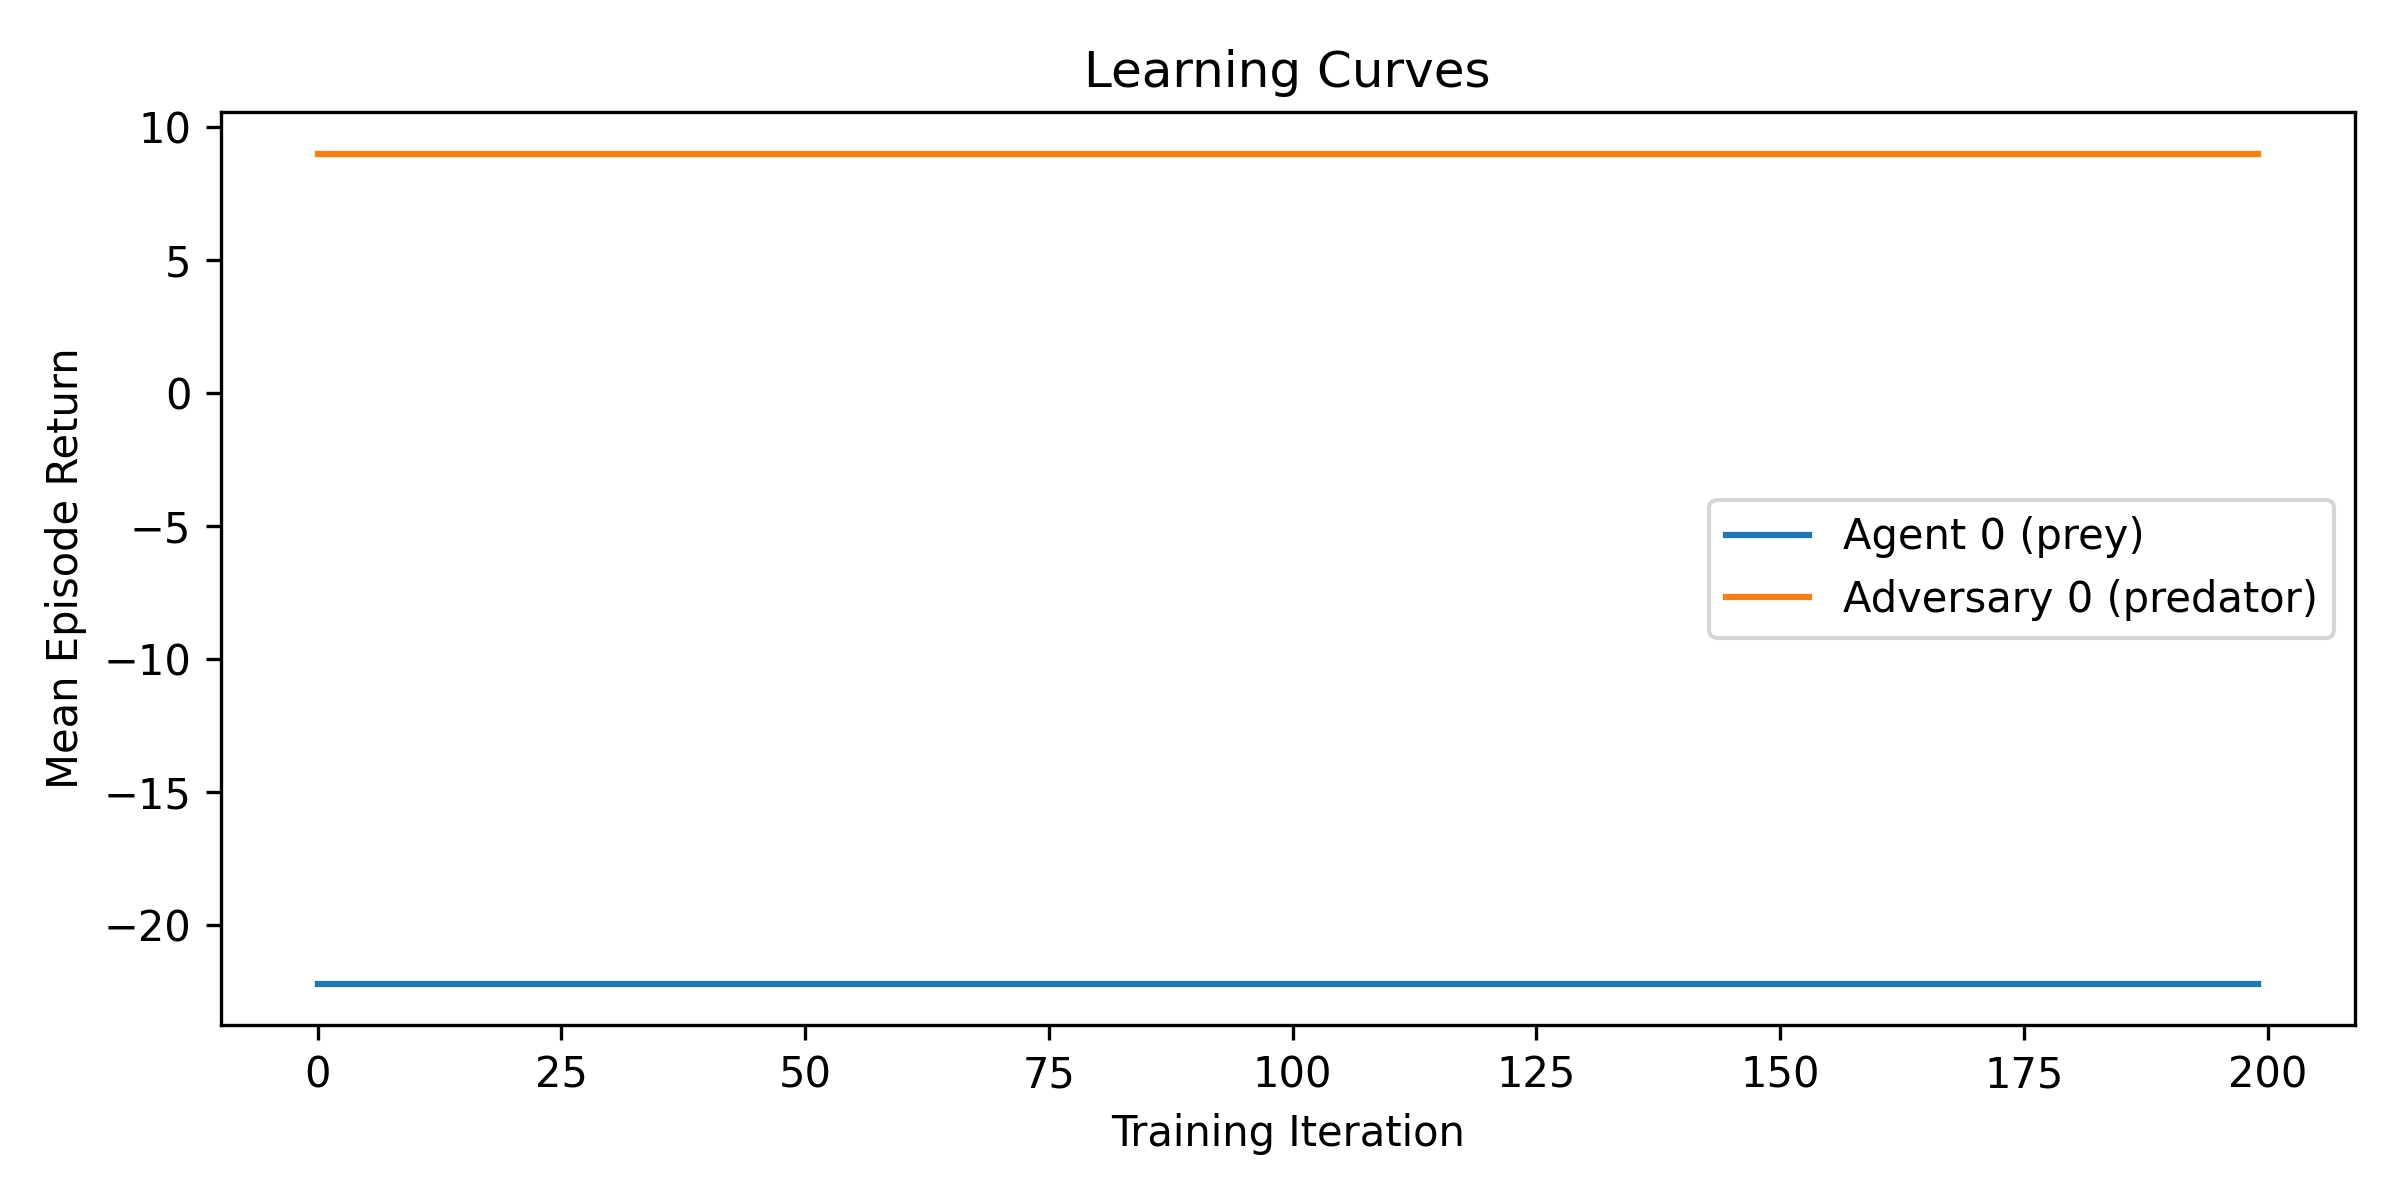 Learning Curves
10
5
0
−5
−10
−15
−20
Mean Episode Return
Agent 0 (prey)
Adversary 0 (predator)
0 25 50 75 100 125 150 175 200
Training Iteration